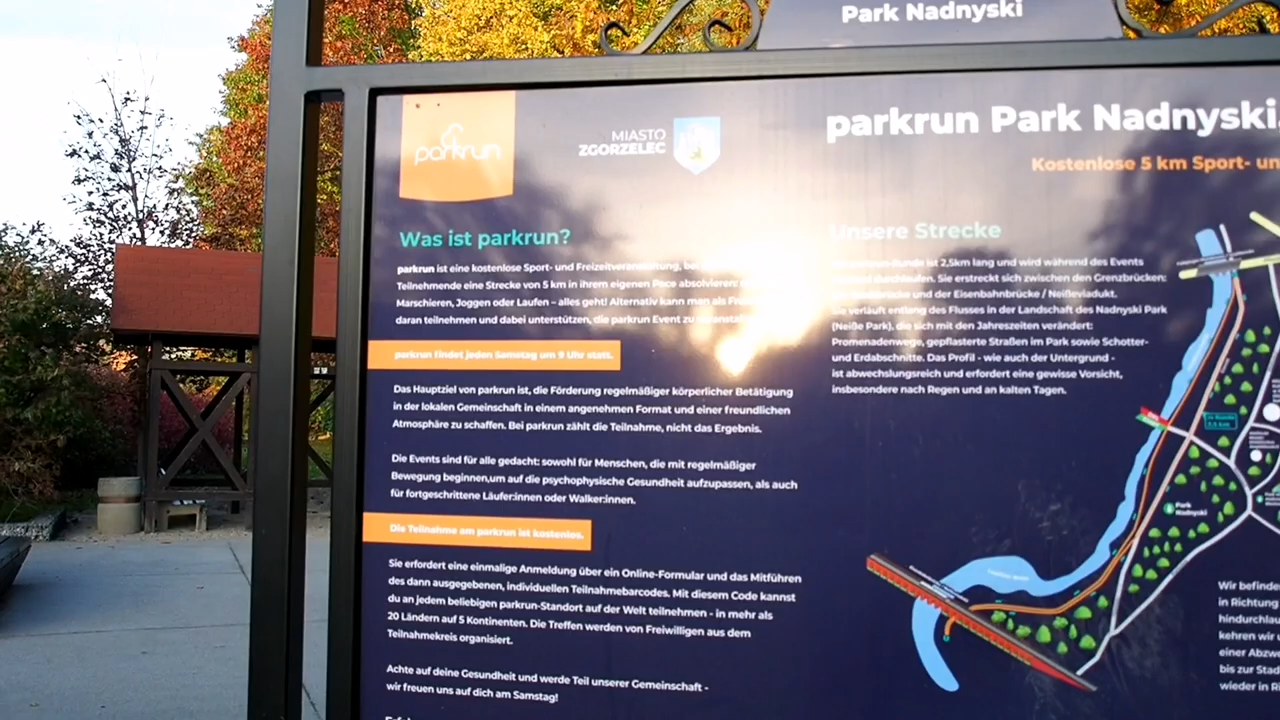 Park Nadnyski
parkrun
MIASTO
ZGORZELEC
parkrun Park Nadnyski
Kostenlose 5 km Sport- un
Was ist parkrun?
parkrun ist eine kostenlose Sport- und Freizeitveranstaltung,
Teilnehmende eine Strecke von 5 km in ihrem eigenen Pace absolvieren:
Marschieren, Joggen oder Laufen – alles geht! Alternativ kann man als
daran teilnehmen und dabei unterstützen, die parkrun Event zu
parkrun findet jeden Samstag um 9 Uhr statt.
Das Hauptziel von parkrun ist, die Förderung regelmäßiger körperlicher Betätigung
in der lokalen Gemeinschaft in einem angenehmen Format und einer freundlichen
Atmosphäre zu schaffen. Bei parkrun zählt die Teilnahme, nicht das Ergebnis.
Die Events sind für alle gedacht: sowohl für Menschen, die mit regelmäßiger
Bewegung beginnen,um auf die psychophysische Gesundheit aufzupassen, als auch
für fortgeschrittene Läufer:innen oder Walker:innen.
Die Teilnahme am parkrun ist kostenlos.
Sie erfordert eine einmalige Anmeldung über ein Online-Formular und das Mitführen
des dann ausgegebenen, individuellen Teilnahmebarcodes. Mit diesem Code kannst
du an jedem beliebigen parkrun-Standort auf der Welt teilnehmen - in mehr als
20 Ländern auf 5 Kontinenten. Die Treffen werden von Freiwilligen aus dem
Teilnahmekreis organisiert.
Achte auf deine Gesundheit und werde Teil unserer Gemeinschaft -
wir freuen uns auf dich am Samstag!
Unsere Strecke
ist 2,5km lang und wird während des Events
durchlaufen. Sie erstreckt sich zwischen den Grenzbrücken:
und der Eisenbahnbrücke / Neißeviadukt.
Sie verläuft entlang des Flusses in der Landschaft des Nadnyski Park
(Neiße Park), die sich mit den Jahreszeiten verändert:
Promenadenwege, gepflasterte Straßen im Park sowie Schotter-
und Erdabschnitte. Das Profil - wie auch der Untergrund -
ist abwechslungsreich und erfordert eine gewisse Vorsicht,
insbesondere nach Regen und an kalten Tagen.
Park
Nadnyski
Wir befinde
in Richtung
hindurchlau
kehren wir u
einer Abzwe
bis zur Stad
wieder in Ri